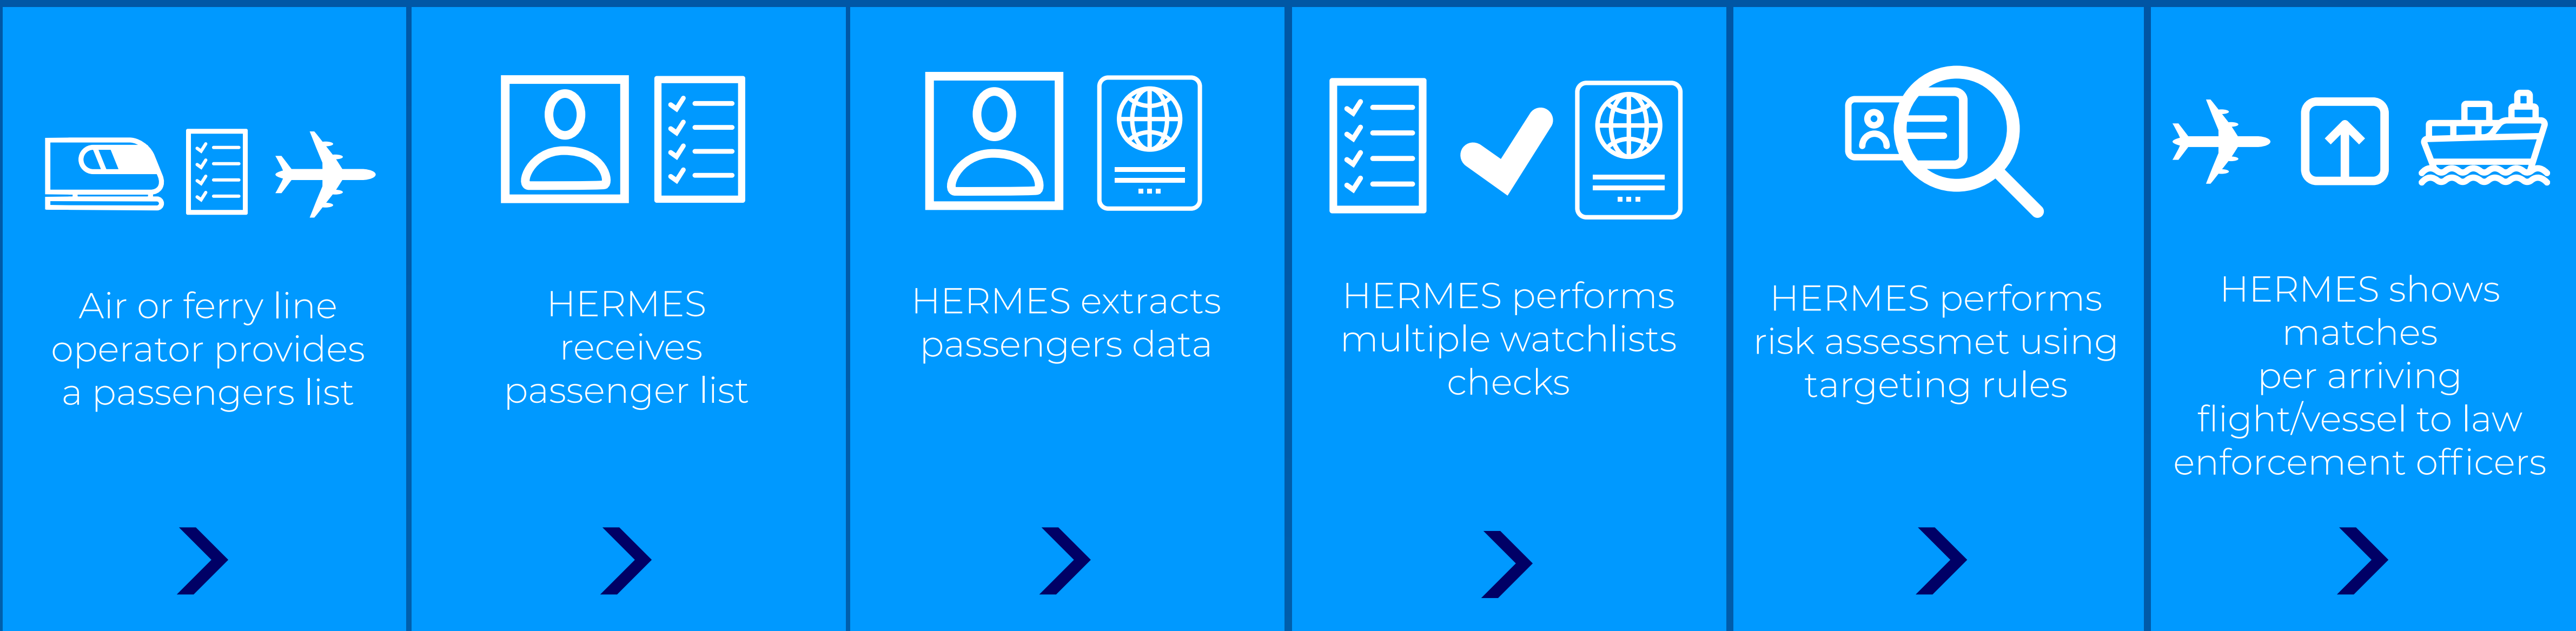 Air or ferry line
operator provides
a passengers list
HERMES
receives
passenger list
HERMES extracts
passengers data
HERMES performs
multiple watchlists
checks
HERMES performs
risk assessmet using
targeting rules
HERMES shows
matches
per arriving
flight/vessel to law
enforcement officers